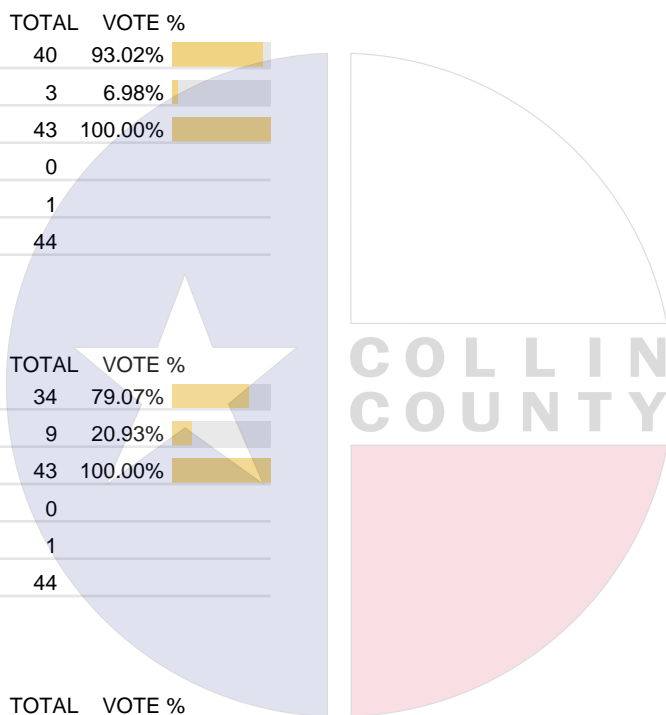 TOTAL VOTE %
40 93.02%
3 6.98%
43 100.00%
0
1
44
COLLIN
COUNTY
TOTAL VOTE %
34 79.07%
9 20.93%
43 100.00%
0
1
44
TOTAL VOTE %